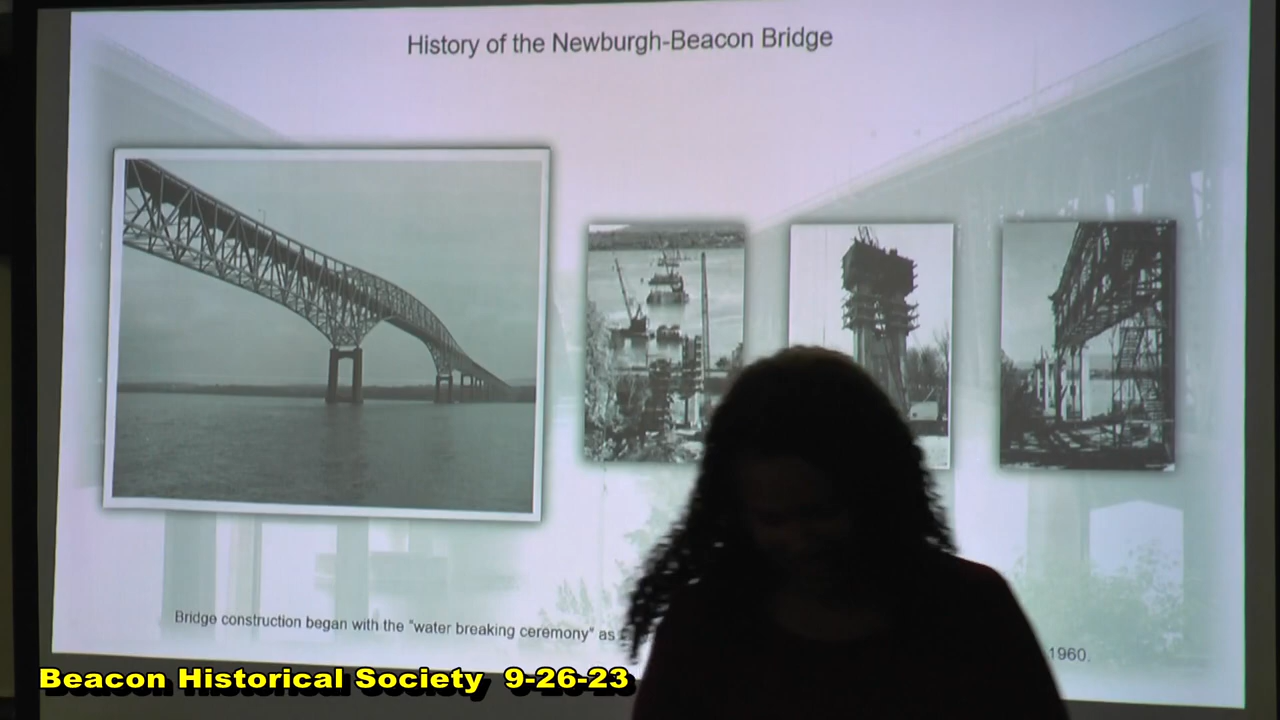 History of the Newburgh-Beacon Bridge
Bridge construction began with the "water breaking ceremony" as 1960.
Beacon Historical Society 9-26-23